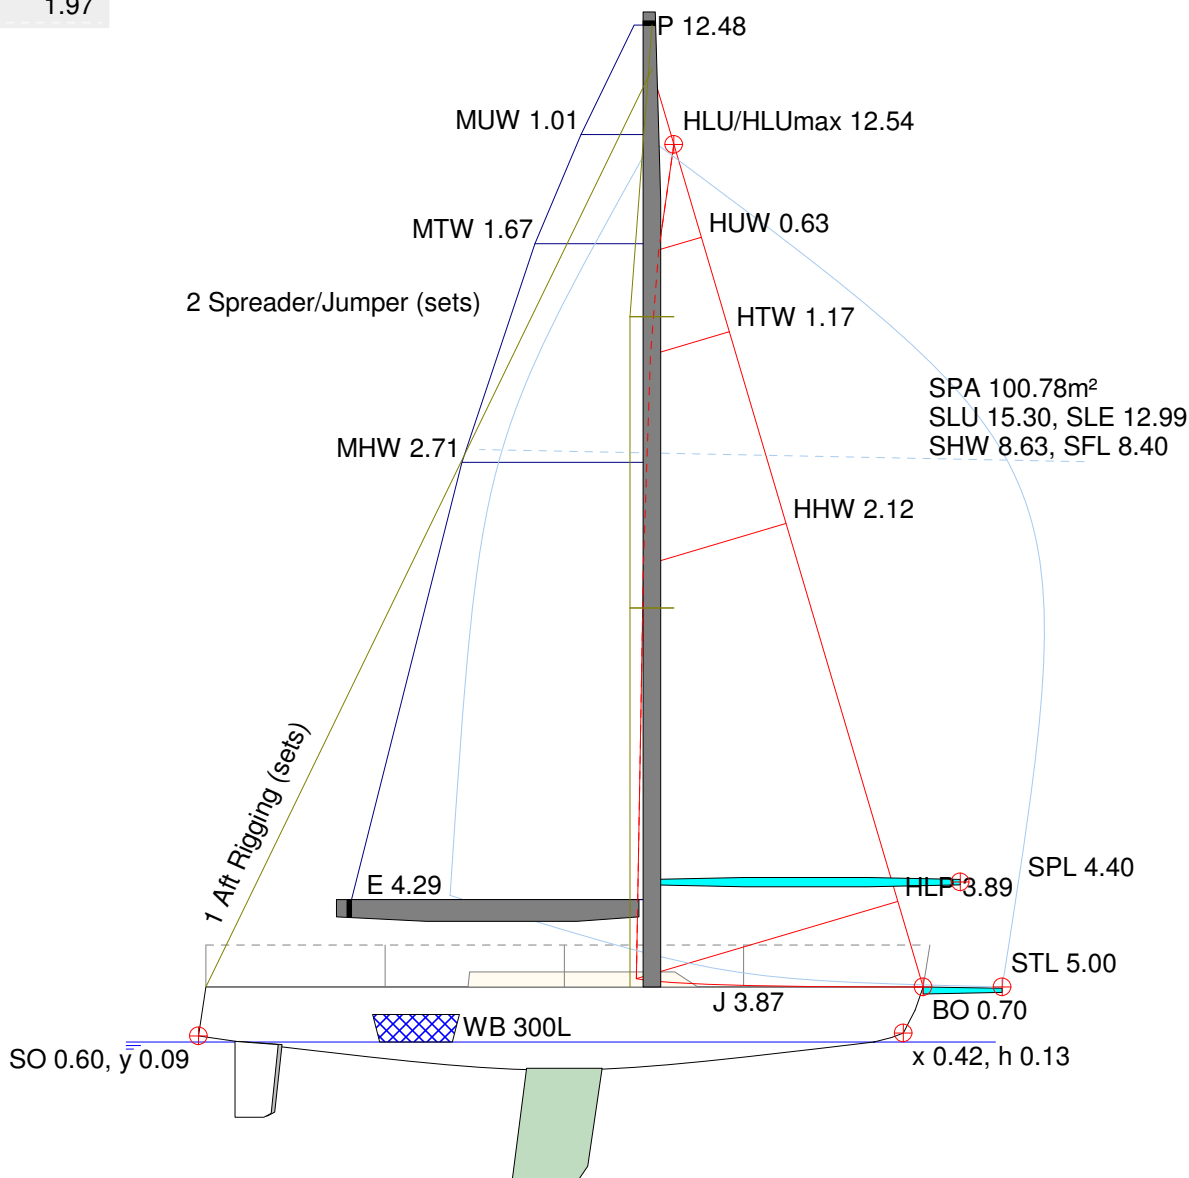 1.97
P 12.48
MUW 1.01
HLU/HLUmax 12.54
MTW 1.67
HUW 0.63
2 Spreader/Jumper (sets)
HTW 1.17
SPA 100.78m²
SLU 15.30, SLE 12.99
SHW 8.63, SFL 8.40
MHW 2.71
HHW 2.12
1 Aft Rigging (sets)
SPL 4.40
E 4.29
HLP 3.89
STL 5.00
J 3.87
BO 0.70
WB 300L
SO 0.60, y 0.09
x 0.42, h 0.13